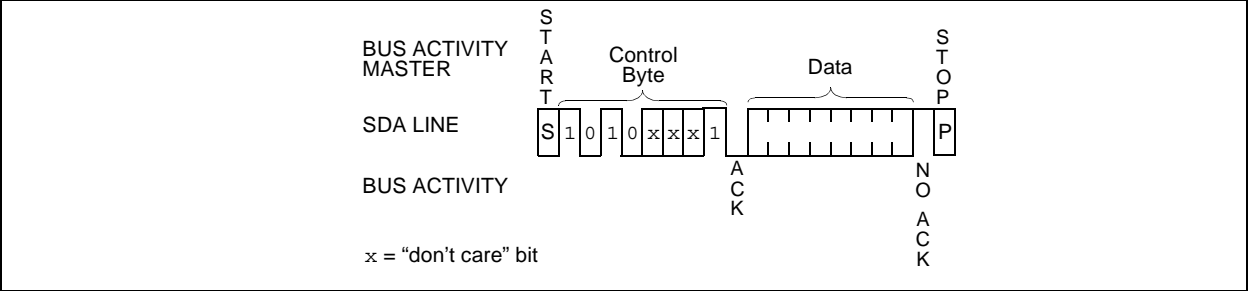 START
BUS ACTIVITY
MASTER
Control
Byte
Data
STOP
SDA LINE
S 1 0 1 0 x x x 1
P
BUS ACTIVITY
ACK
NO ACK
x = “don’t care” bit